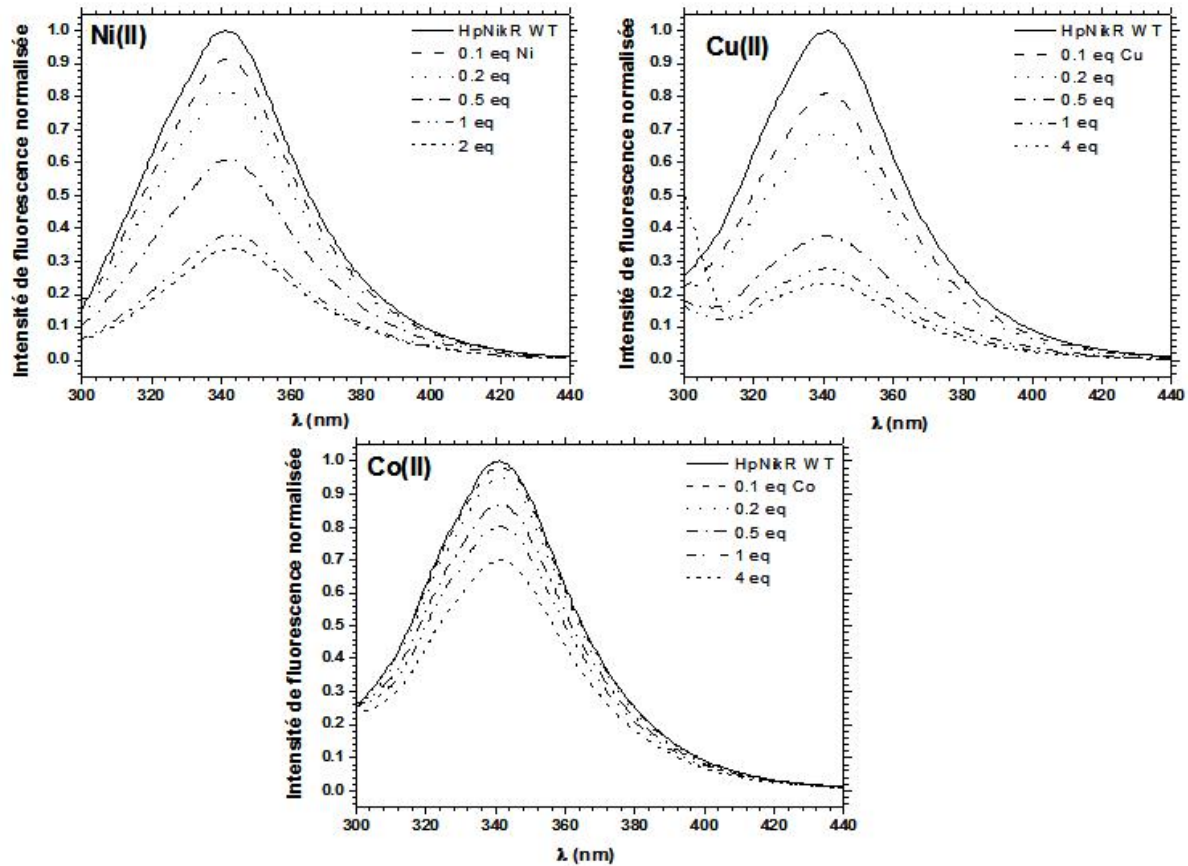 Ni(II)
HpNikR WT
0.1 eq Ni
0.2 eq
0.5 eq
1 eq
2 eq
Intensité de fluorescence normalisée
1.0
0.9
0.8
0.7
0.6
0.5
0.4
0.3
0.2
0.1
0.0
300 320 340 360 380 400 420 440
λ (nm)
Cu(II)
HpNikR WT
0.1 eq Cu
0.2 eq
0.5 eq
1 eq
4 eq
Intensité de fluorescence normalisée
1.0
0.9
0.8
0.7
0.6
0.5
0.4
0.3
0.2
0.1
0.0
300 320 340 360 380 400 420 440
λ (nm)
Co(II)
HpNikR WT
0.1 eq Co
0.2 eq
0.5 eq
1 eq
4 eq
Intensité de fluorescence normalisée
1.0
0.9
0.8
0.7
0.6
0.5
0.4
0.3
0.2
0.1
0.0
300 320 340 360 380 400 420 440
λ (nm)